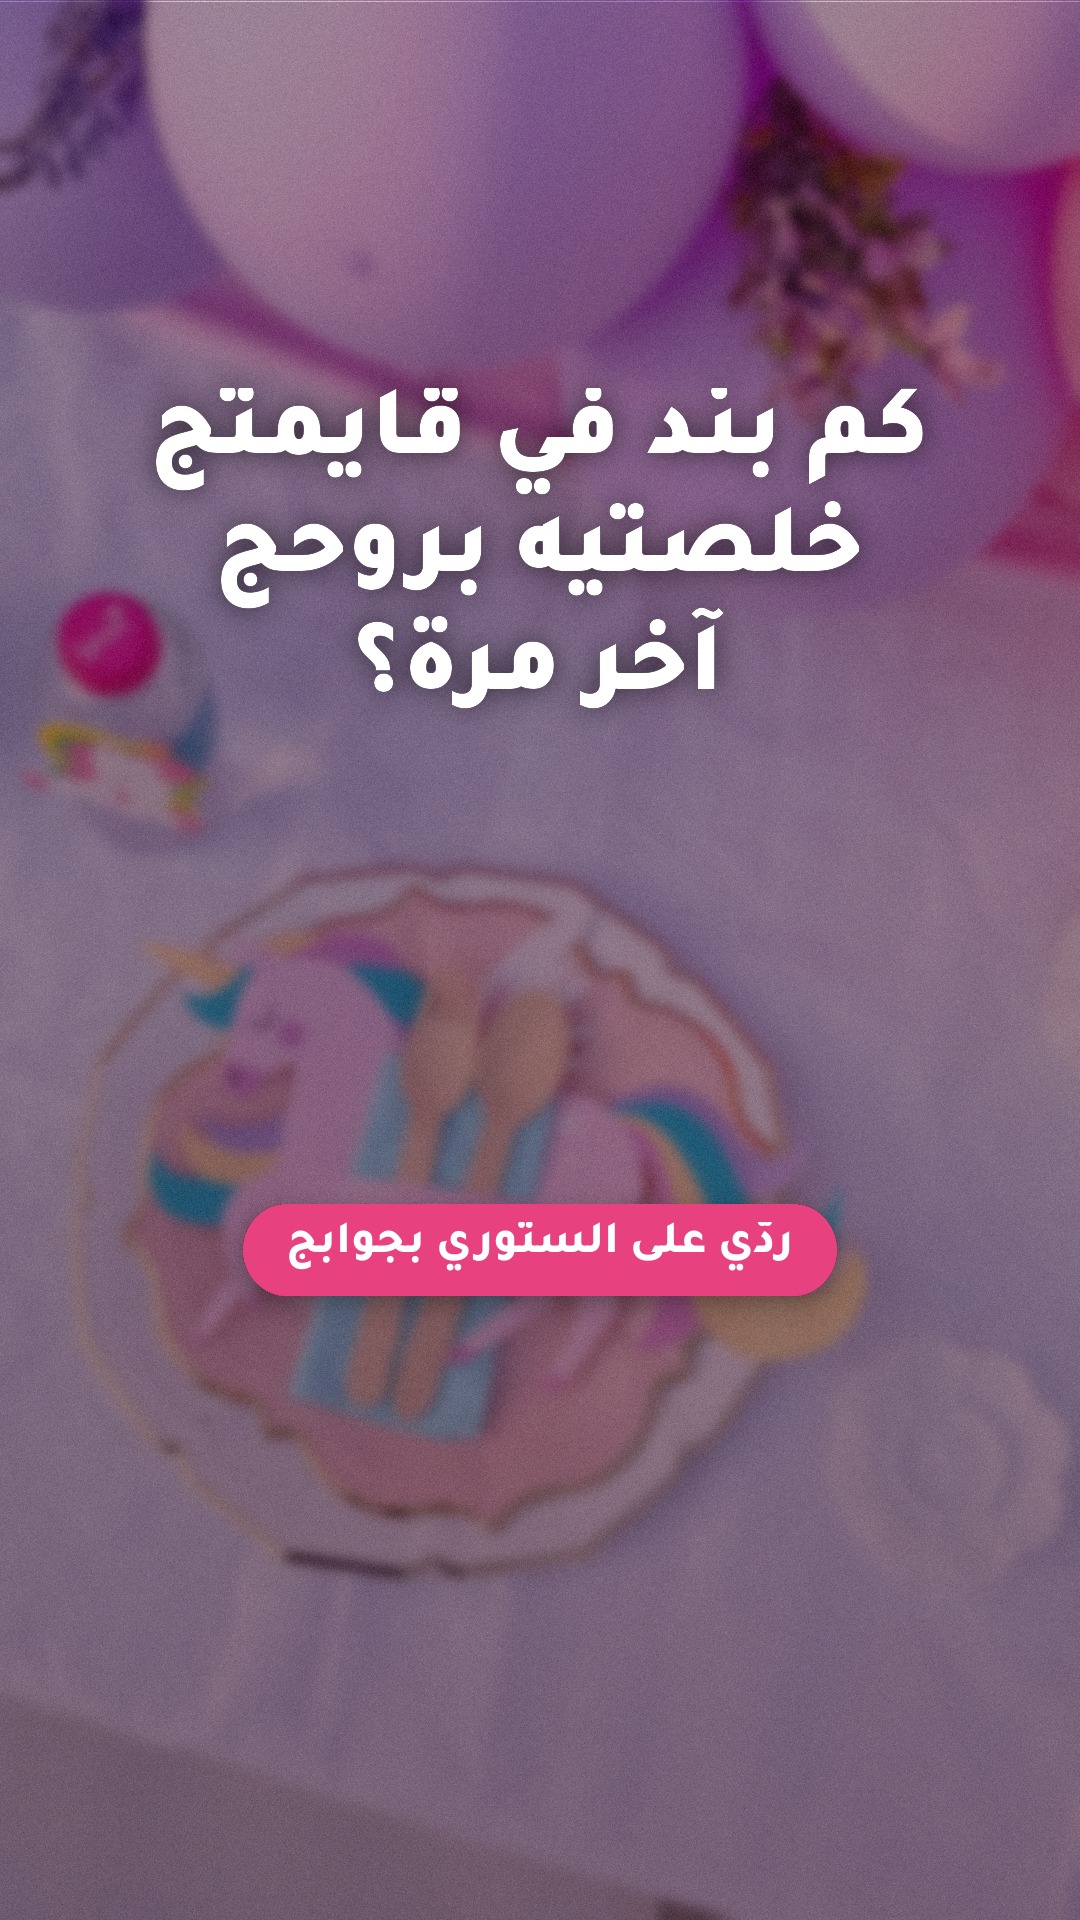 كم بند في قايمتج
خلصتيه بروحج
آخر مرة؟
ردّي على الستوري بجوابج